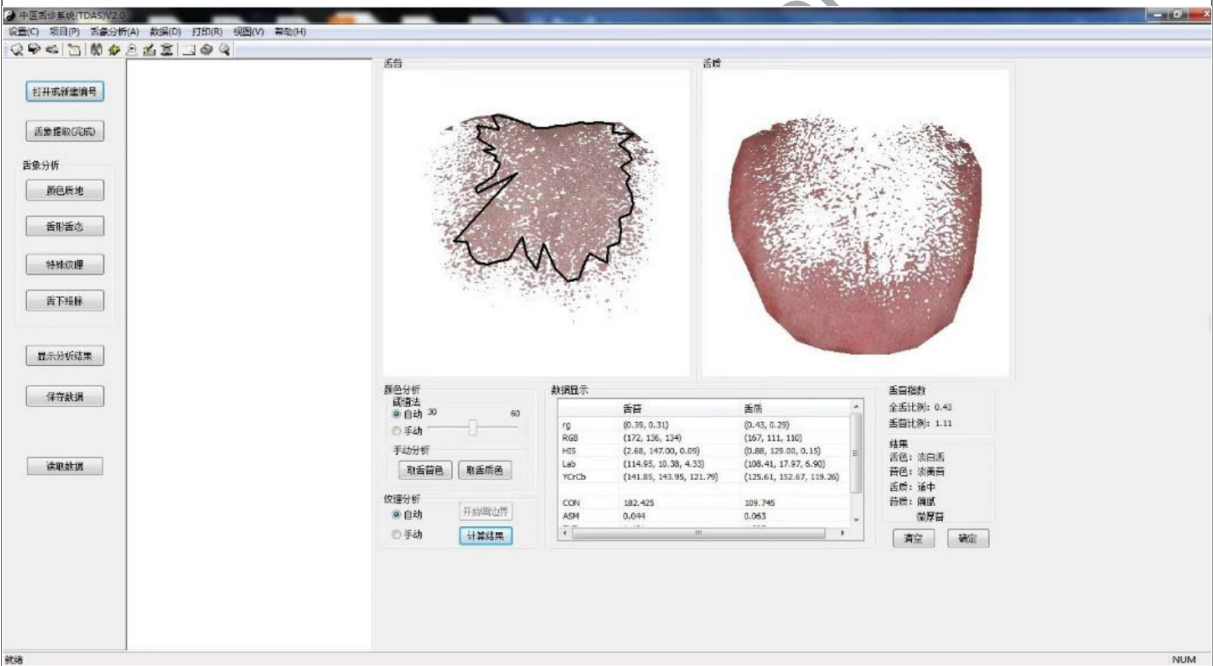 中医舌诊系统(TDAS)V2.0
设置(C) 项目(P) 舌象分析(A) 数据(D) 打印(R) 视图(V) 帮助(H)
打开或新建编号
舌象提取(完成)
舌象分析
颜色质地
舌形舌态
特殊纹理
舌下络脉
显示分析结果
保存数据
读取数据
舌苔
舌质
颜色分析
阈值法
自动 30 60
手动
手动分析
取舌苔色 取舌质色
纹理分析
自动 开始画边界
手动 计算结果
数据显示
舌苔 舌质
rg (0.39, 0.31) (0.43, 0.29)
RGB (172, 136, 134) (167, 111, 110)
HIS (2.68, 147.00, 0.09) (0.88, 129.00, 0.15)
Lab (114.95, 10.38, 4.33) (108.41, 17.97, 6.90)
YCrCb (141.85, 143.95, 121.79) (125.61, 152.67, 119.26)
CON 182.425 109.745
ASM 0.044 0.063
舌苔指数
全舌比例: 0.43
舌苔比例: 1.11
结果
舌色: 淡白舌
苔色: 淡黄苔
舌质: 适中
苔质: 偏腻
偏厚苔
清空 确定
就绪
NUM